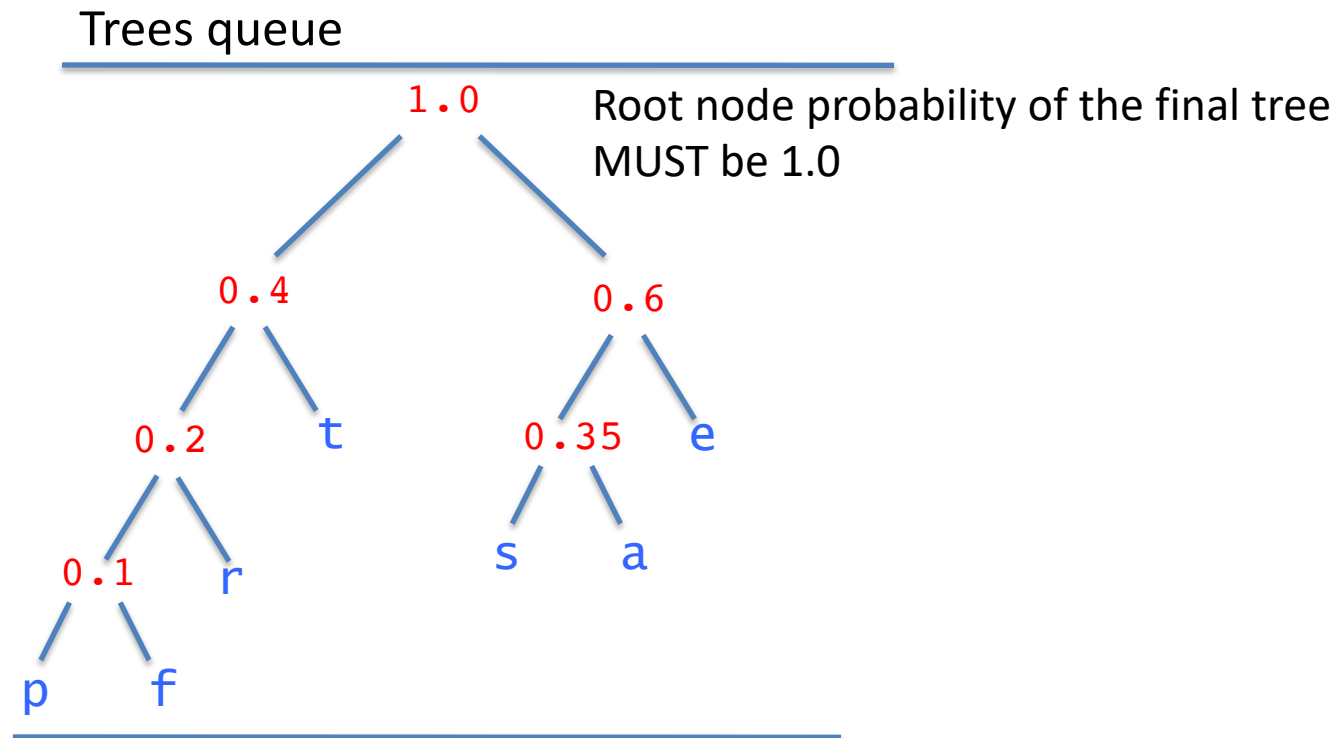 Trees queue
1.0
Root node probability of the final tree
MUST be 1.0
0.4
0.6
0.2
t
0.35
e
s
a
0.1
r
p
f